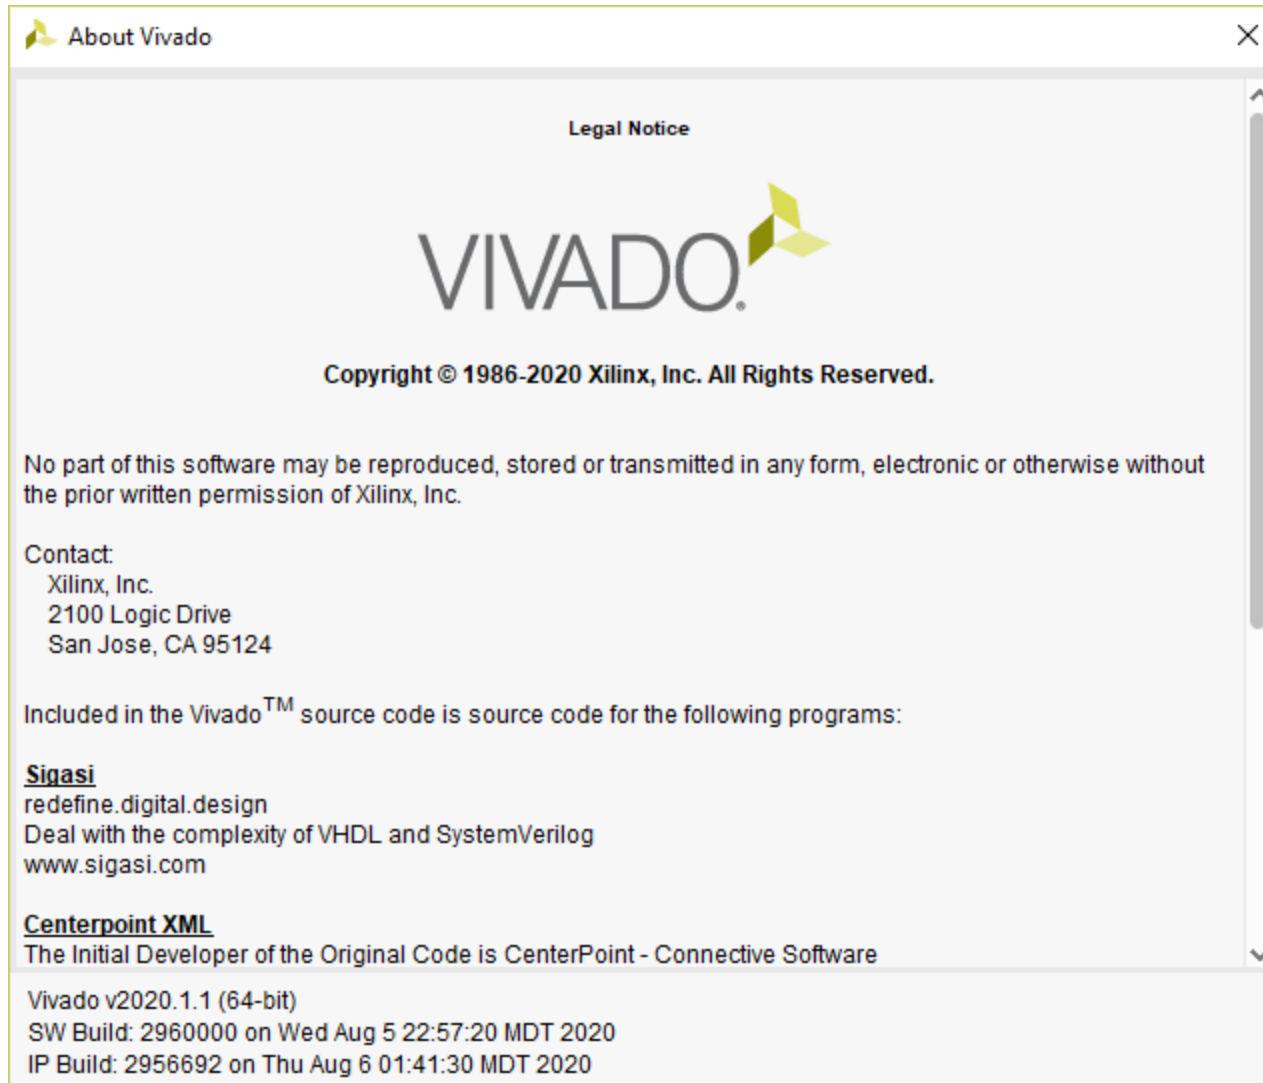 About Vivado
Legal Notice
VIVADO.®
Copyright © 1986-2020 Xilinx, Inc. All Rights Reserved.
No part of this software may be reproduced, stored or transmitted in any form, electronic or otherwise without
the prior written permission of Xilinx, Inc.
Contact:
Xilinx, Inc.
2100 Logic Drive
San Jose, CA 95124
Included in the Vivado™ source code is source code for the following programs:
Sigasi
redefine.digital.design
Deal with the complexity of VHDL and SystemVerilog
www.sigasi.com
Centerpoint XML
The Initial Developer of the Original Code is CenterPoint - Connective Software
Vivado v2020.1.1 (64-bit)
SW Build: 2960000 on Wed Aug 5 22:57:20 MDT 2020
IP Build: 2956692 on Thu Aug 6 01:41:30 MDT 2020